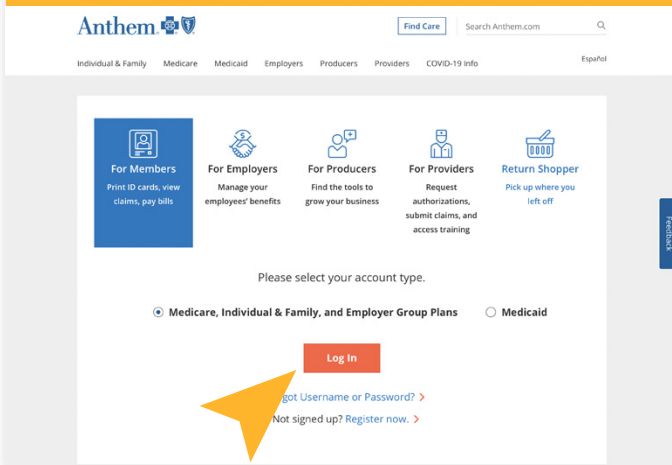 Anthem
Find Care
Search Anthem.com
Individual & Family Medicare Medicaid Employers Producers Providers COVID-19 Info
Español
For Members
Print ID cards, view
claims, pay bills
For Employers
Manage your
employees' benefits
For Producers
Find the tools to
grow your business
For Providers
Request
authorizations,
submit claims, and
access training
Return Shopper
Pick up where you
left off
Feedback
Please select your account type.
Medicare, Individual & Family, and Employer Group Plans Medicaid
Log In
got Username or Password? >
Not signed up? Register now. >